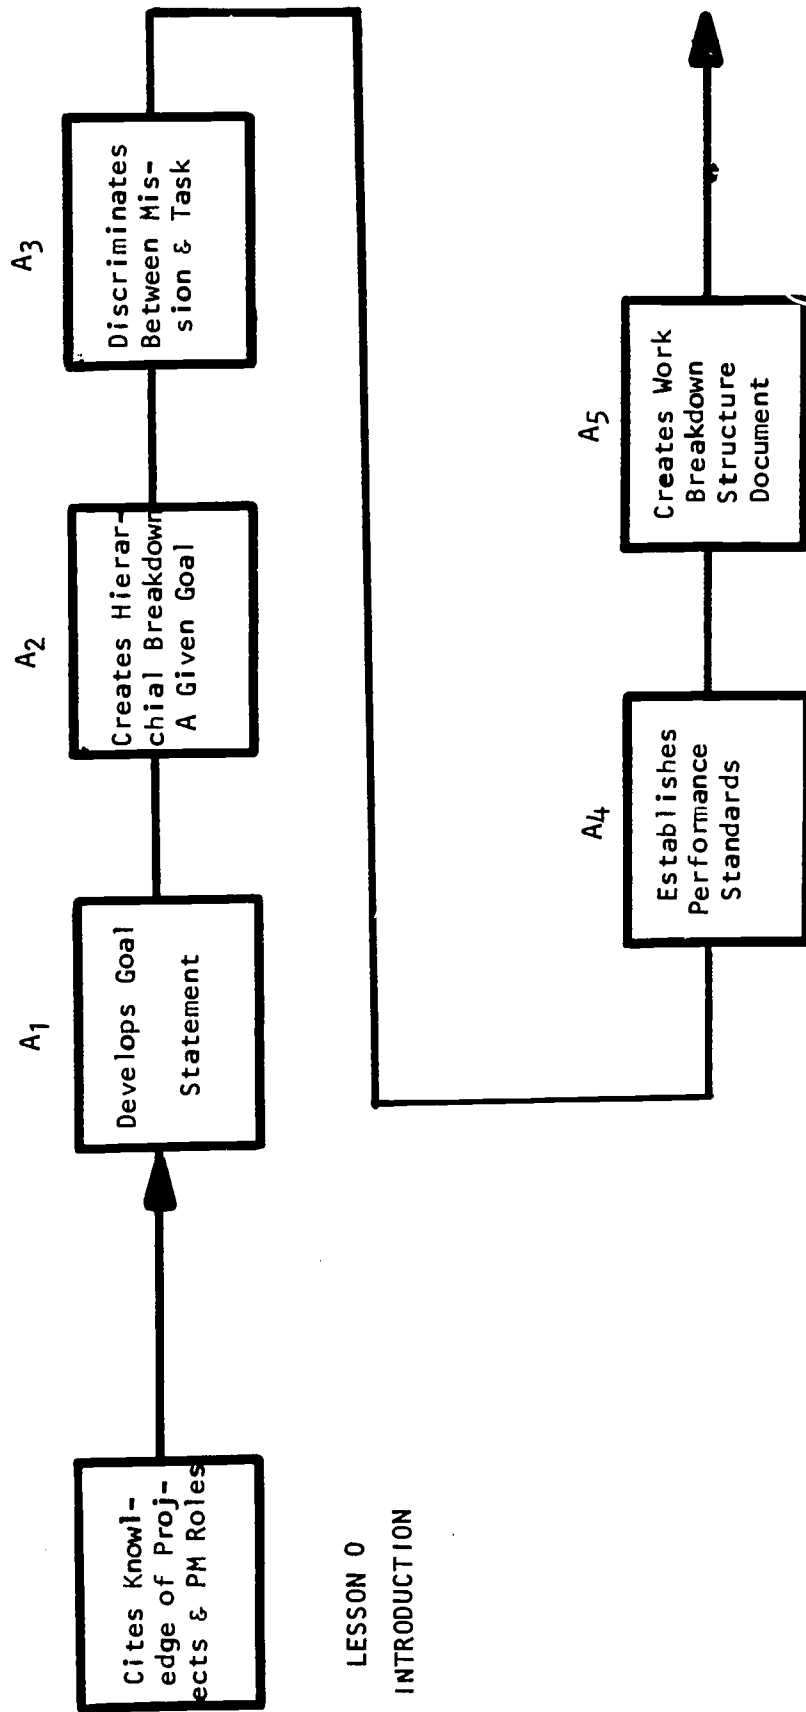 Cites Knowl-
edge of Proj-
ects & PM Roles
LESSON 0
INTRODUCTION
A1
Develops Goal
Statement
A2
Creates Hierar-
chial Breakdown
A Given Goal
A3
Discriminates
Between Mis-
sion & Task
A4
Establishes
Performance
Standards
A5
Creates Work
Breakdown
Structure
Document